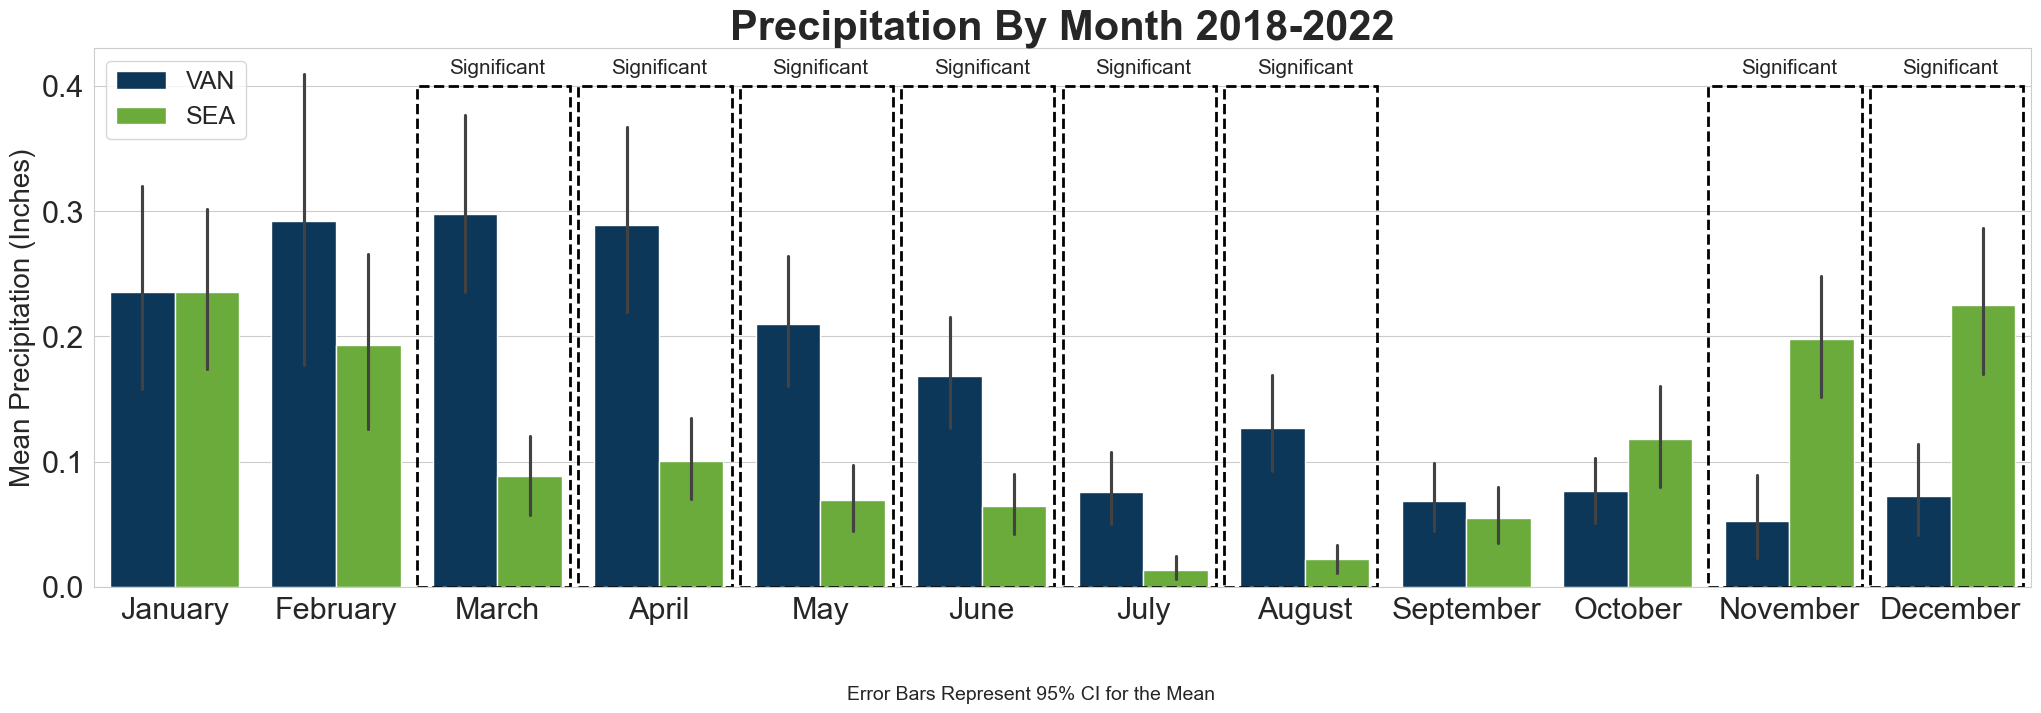 Precipitation By Month 2018-2022
VAN
SEA
Significant Significant Significant Significant Significant Significant Significant Significant
Mean Precipitation (Inches)
0.4
0.3
0.2
0.1
0.0
January February March April May June July August September October November December
Error Bars Represent 95% CI for the Mean